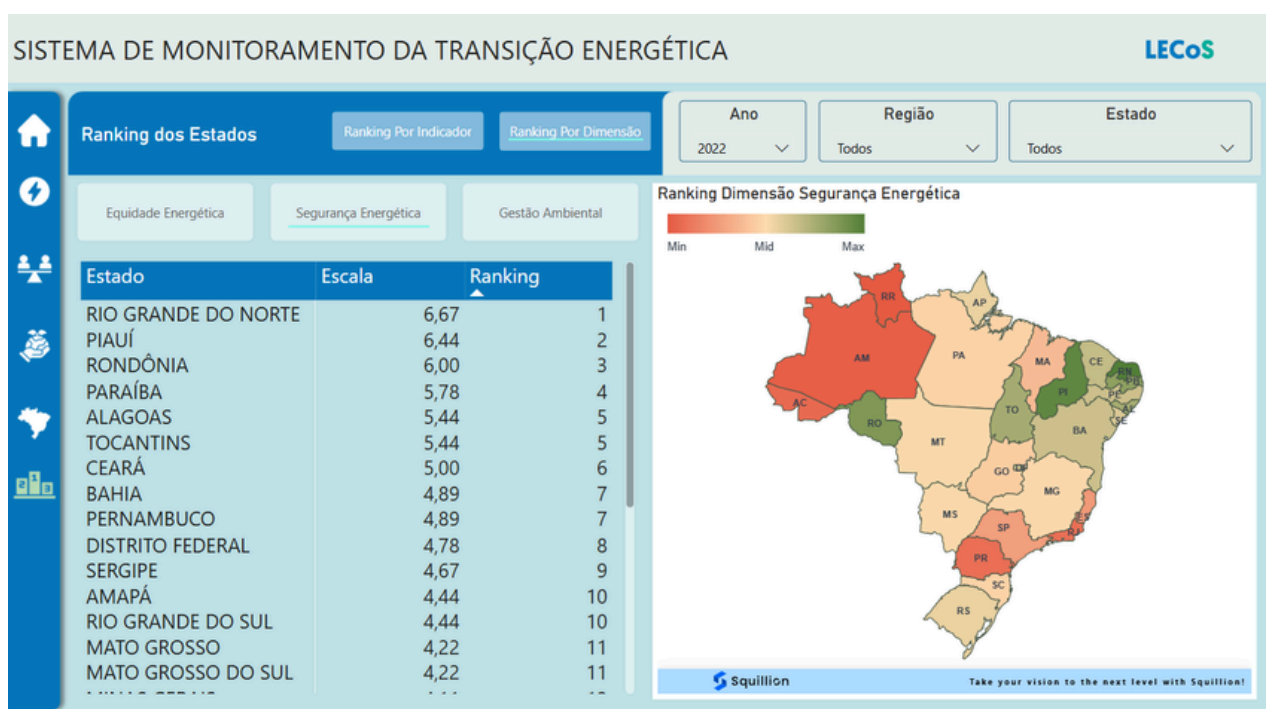 SISTEMA DE MONITORAMENTO DA TRANSIÇÃO ENERGÉTICA
LECoS
Ranking dos Estados
Ranking Por Indicador
Ranking Por Dimensão
Ano
2022
Região
Todos
Estado
Todos
Equidade Energética
Segurança Energética
Gestão Ambiental
Estado Escala Ranking
RIO GRANDE DO NORTE 6,67 1
PIAUÍ 6,44 2
RONDÔNIA 6,00 3
PARAÍBA 5,78 4
ALAGOAS 5,44 5
TOCANTINS 5,44 5
CEARÁ 5,00 6
BAHIA 4,89 7
PERNAMBUCO 4,89 7
DISTRITO FEDERAL 4,78 8
SERGIPE 4,67 9
AMAPÁ 4,44 10
RIO GRANDE DO SUL 4,44 10
MATO GROSSO 4,22 11
MATO GROSSO DO SUL 4,22 11
Ranking Dimensão Segurança Energética
Min Mid Max
RR
AP
AM
PA
MA
CE
RN
PB
PI
PE
AC
AL
TO
SE
RO
BA
MT
GO
MG
MS
ES
SP
RJ
PR
SC
RS
Squillion
Take your vision to the next level with Squillion!
2 1 3